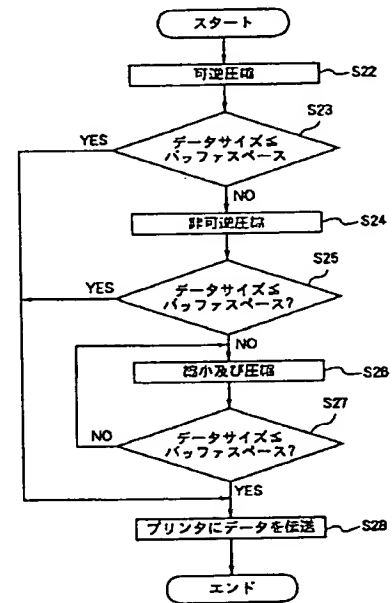 スタート
可逆圧縮
S22
S23
データサイズ≦
バッファスペース
YES
NO
非可逆圧縮
S24
S25
データサイズ≦
バッファスペース?
YES
NO
縮小及び圧縮
S26
S27
データサイズ≦
バッファスペース?
NO
YES
プリンタにデータを伝送
S28
エンド